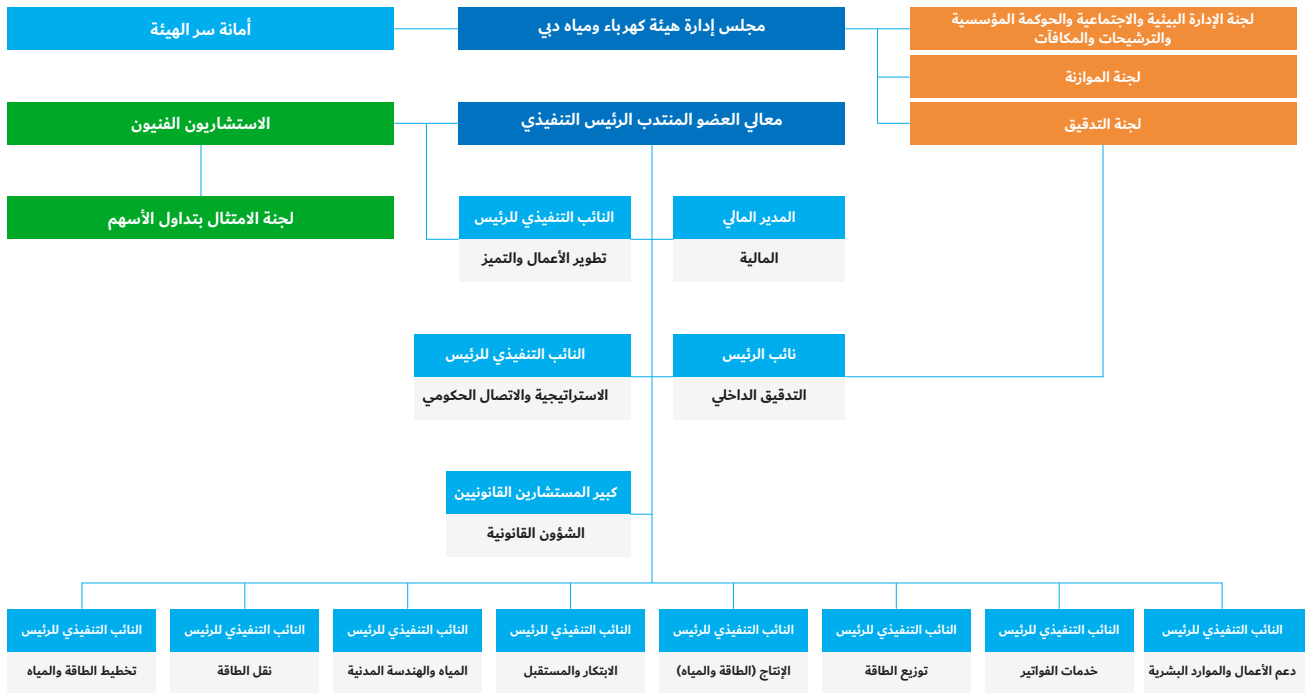 لجنة الإدارة البيئية والاجتماعية والحوكمة المؤسسية
والترشيحات والمكافآت
مجلس إدارة هيئة كهرباء ومياه دبي
أمانة سر الهيئة
لجنة الموازنة
لجنة التدقيق
معالي العضو المنتدب الرئيس التنفيذي
الاستشاريون الفنيون
لجنة الامتثال بتداول الأسهم
المدير المالي
المالية
النائب التنفيذي للرئيس
تطوير الأعمال والتميز
نائب الرئيس
التدقيق الداخلي
النائب التنفيذي للرئيس
الاستراتيجية والاتصال الحكومي
كبير المستشارين القانونيين
الشؤون القانونية
النائب التنفيذي للرئيس
دعم الأعمال والموارد البشرية
النائب التنفيذي للرئيس
خدمات الفواتير
النائب التنفيذي للرئيس
توزيع الطاقة
النائب التنفيذي للرئيس
الإنتاج (الطاقة والمياه)
النائب التنفيذي للرئيس
الابتكار والمستقبل
النائب التنفيذي للرئيس
المياه والهندسة المدنية
النائب التنفيذي للرئيس
نقل الطاقة
النائب التنفيذي للرئيس
تخطيط الطاقة والمياه